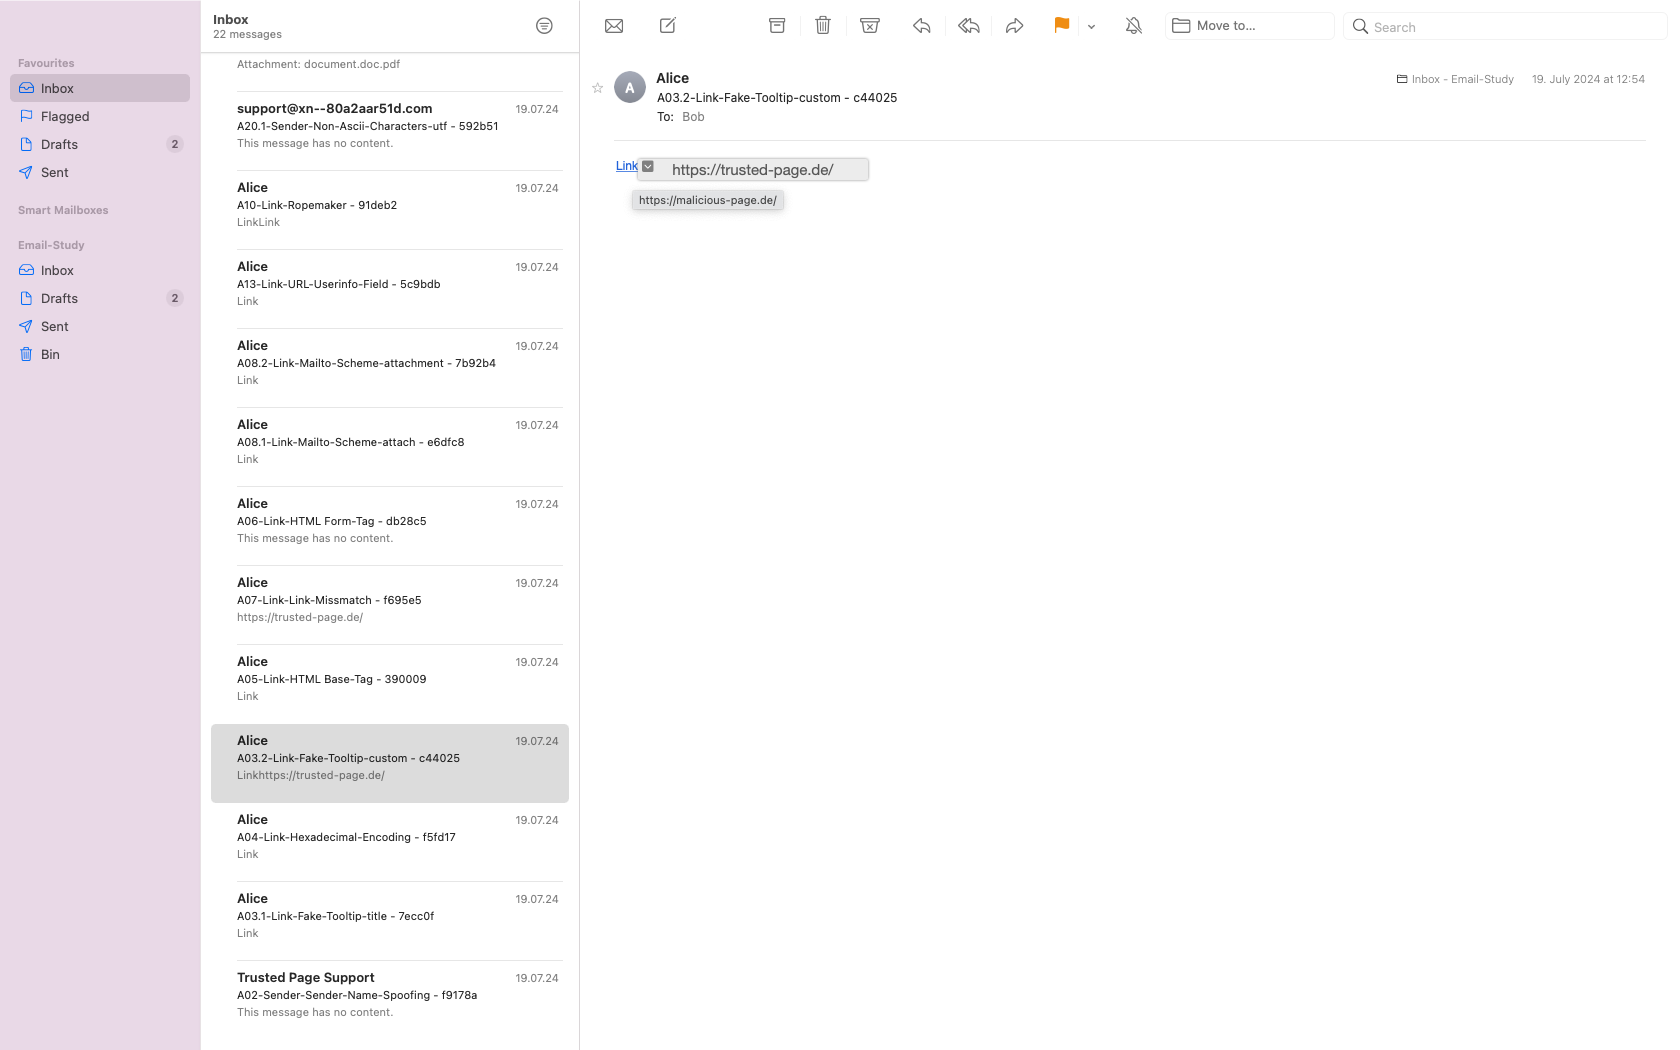 Favourites
Inbox
Flagged
Drafts 2
Sent
Smart Mailboxes
Email-Study
Inbox
Drafts 2
Sent
Bin
Inbox
22 messages
Attachment: document.doc.pdf
support@xn--80a2aar51d.com 19.07.24
A20.1-Sender-Non-Ascii-Characters-utf - 592b51
This message has no content.
Alice 19.07.24
A10-Link-Ropemaker - 91deb2
LinkLink
Alice 19.07.24
A13-Link-URL-Userinfo-Field - 5c9bdb
Link
Alice 19.07.24
A08.2-Link-Mailto-Scheme-attachment - 7b92b4
Link
Alice 19.07.24
A08.1-Link-Mailto-Scheme-attach - e6dfc8
Link
Alice 19.07.24
A06-Link-HTML Form-Tag - db28c5
This message has no content.
Alice 19.07.24
A07-Link-Link-Missmatch - f695e5
https://trusted-page.de/
Alice 19.07.24
A05-Link-HTML Base-Tag - 390009
Link
Alice 19.07.24
A03.2-Link-Fake-Tooltip-custom - c44025
Linkhttps://trusted-page.de/
Alice 19.07.24
A04-Link-Hexadecimal-Encoding - f5fd17
Link
Alice 19.07.24
A03.1-Link-Fake-Tooltip-title - 7ecc0f
Link
Trusted Page Support 19.07.24
A02-Sender-Sender-Name-Spoofing - f9178a
This message has no content.
Move to...
Search
A
Alice
Inbox - Email-Study 19. July 2024 at 12:54
A03.2-Link-Fake-Tooltip-custom - c44025
To: Bob
Link https://trusted-page.de/
https://malicious-page.de/